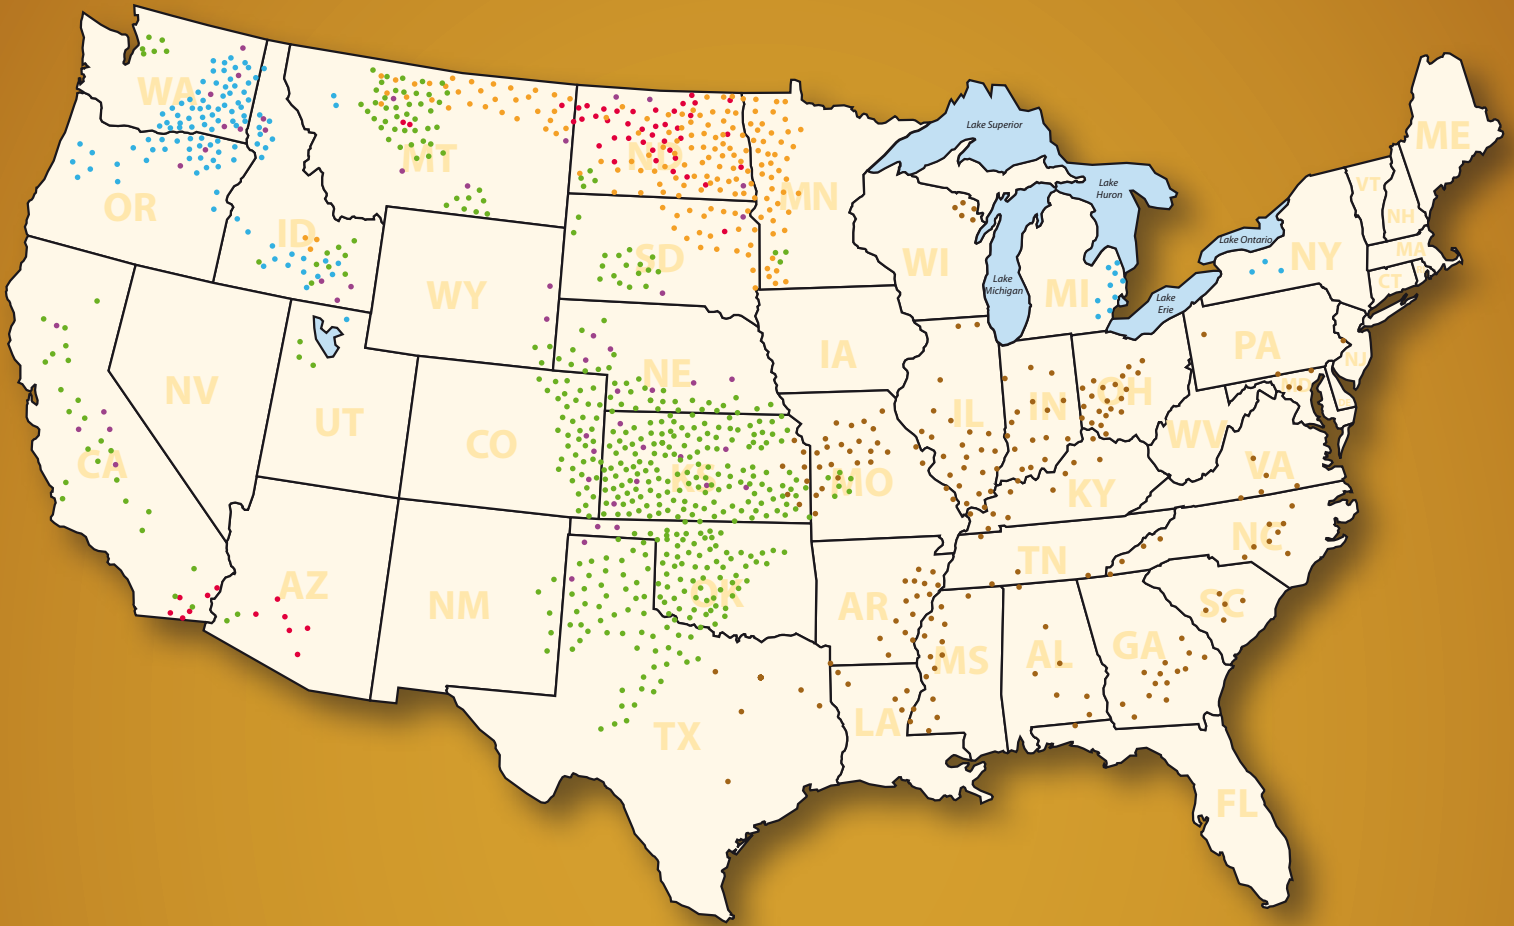 WA
OR
ID
MT
ND
MN
WI
Lake Superior
Lake
Huron
Lake
Michigan
MI
Lake Ontario
Lake
Erie
NY
VT
NH
ME
MA
CT
SD
WY
NE
IA
NV
UT
CO
CA
KS
MO
IL
IN
OH
PA
NJ
MD
WV
VA
KY
AZ
NM
OK
AR
TN
NC
SC
MS
AL
GA
TX
LA
FL